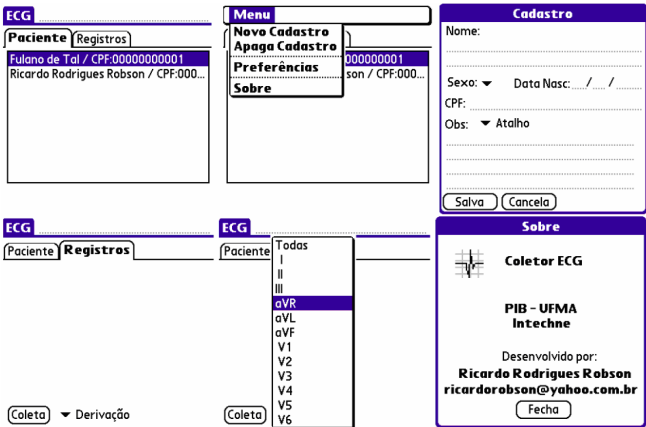 ECG
Paciente Registros
Fulano de Tal / CPF:00000000001
Ricardo Rodrigues Robson / CPF:000...
Menu
Novo Cadastro
Apaga Cadastro
Preferências
Sobre
000000001
son / CPF:000...
Cadastro
Nome:
Sexo: Data Nasc: / /
CPF:
Obs: Atalho
Salva Cancela
ECG
Paciente Registros
Coleta Derivação
ECG
Paciente
Todas
I
II
III
aVR
aVL
aVF
V1
V2
V3
V4
V5
V6
Coleta
Sobre
Coletor ECG
PIB - UFMA
Intechne
Desenvolvido por:
Ricardo Rodrigues Robson
ricardorobson@yahoo.com.br
Fecha